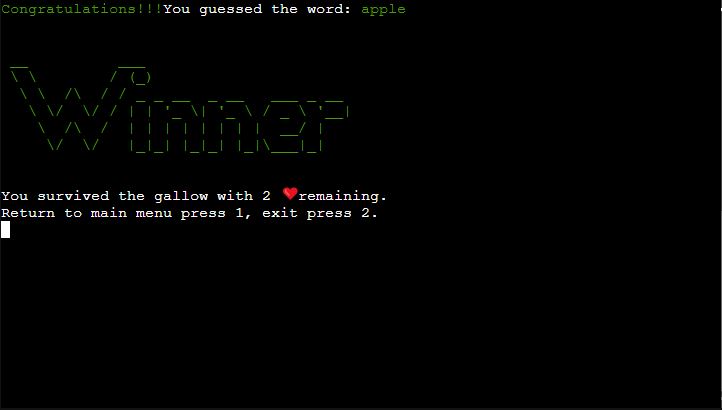 Congratulations!!!You guessed the word: apple
Winner
You survived the gallow with 2 ❤remaining.
Return to main menu press 1, exit press 2.